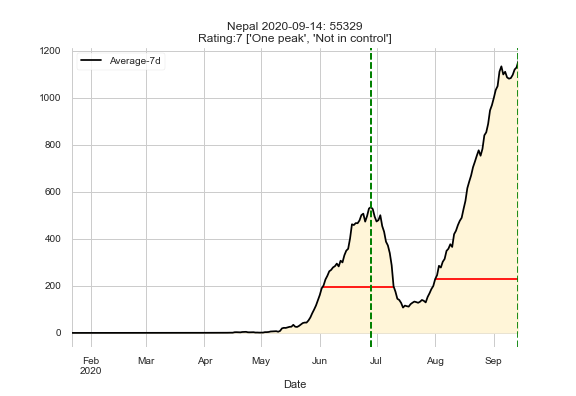 Nepal 2020-09-14: 55329
Rating:7 ['One peak', 'Not in control']
Average-7d
1200
1000
800
600
400
200
0
Feb Mar Apr May Jun Jul Aug Sep
2020
Date